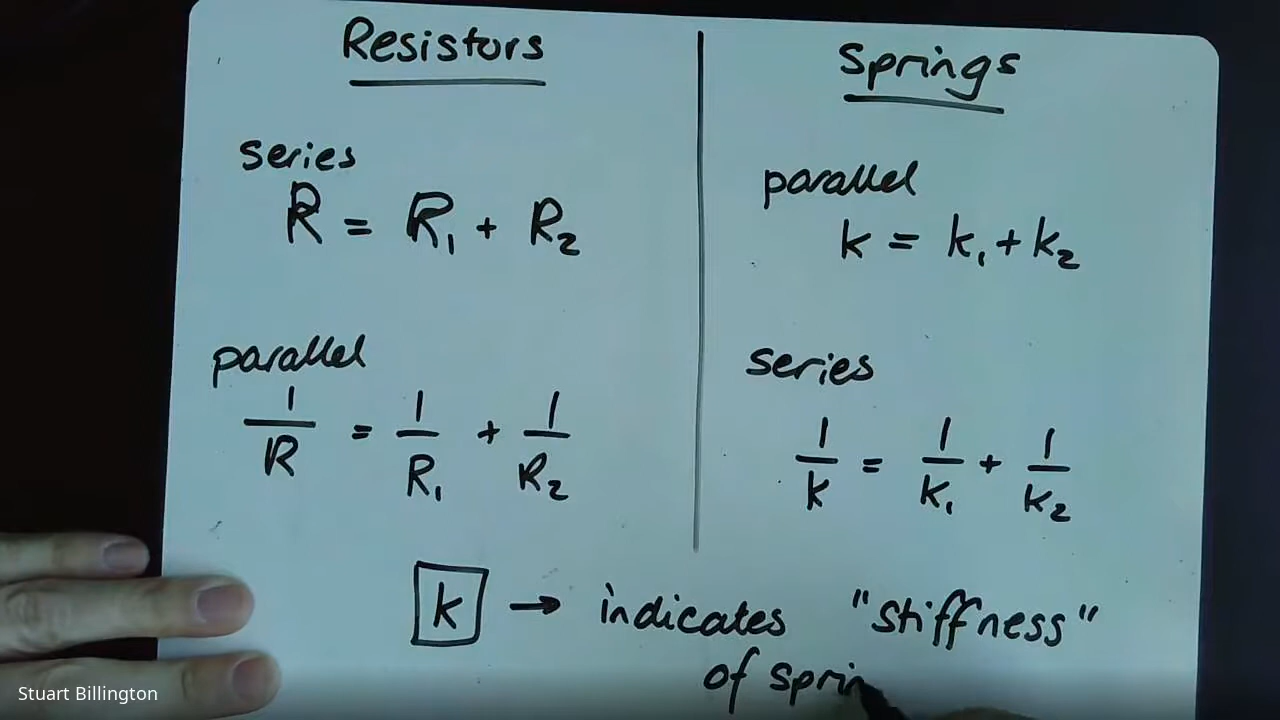 Resistors
series
R = R₁ + R₂
parallel
1/R = 1/R₁ + 1/R₂
Springs
parallel
k = k₁ + k₂
series
1/k = 1/k₁ + 1/k₂
k → indicates "stiffness"
of sprin
Stuart Billington